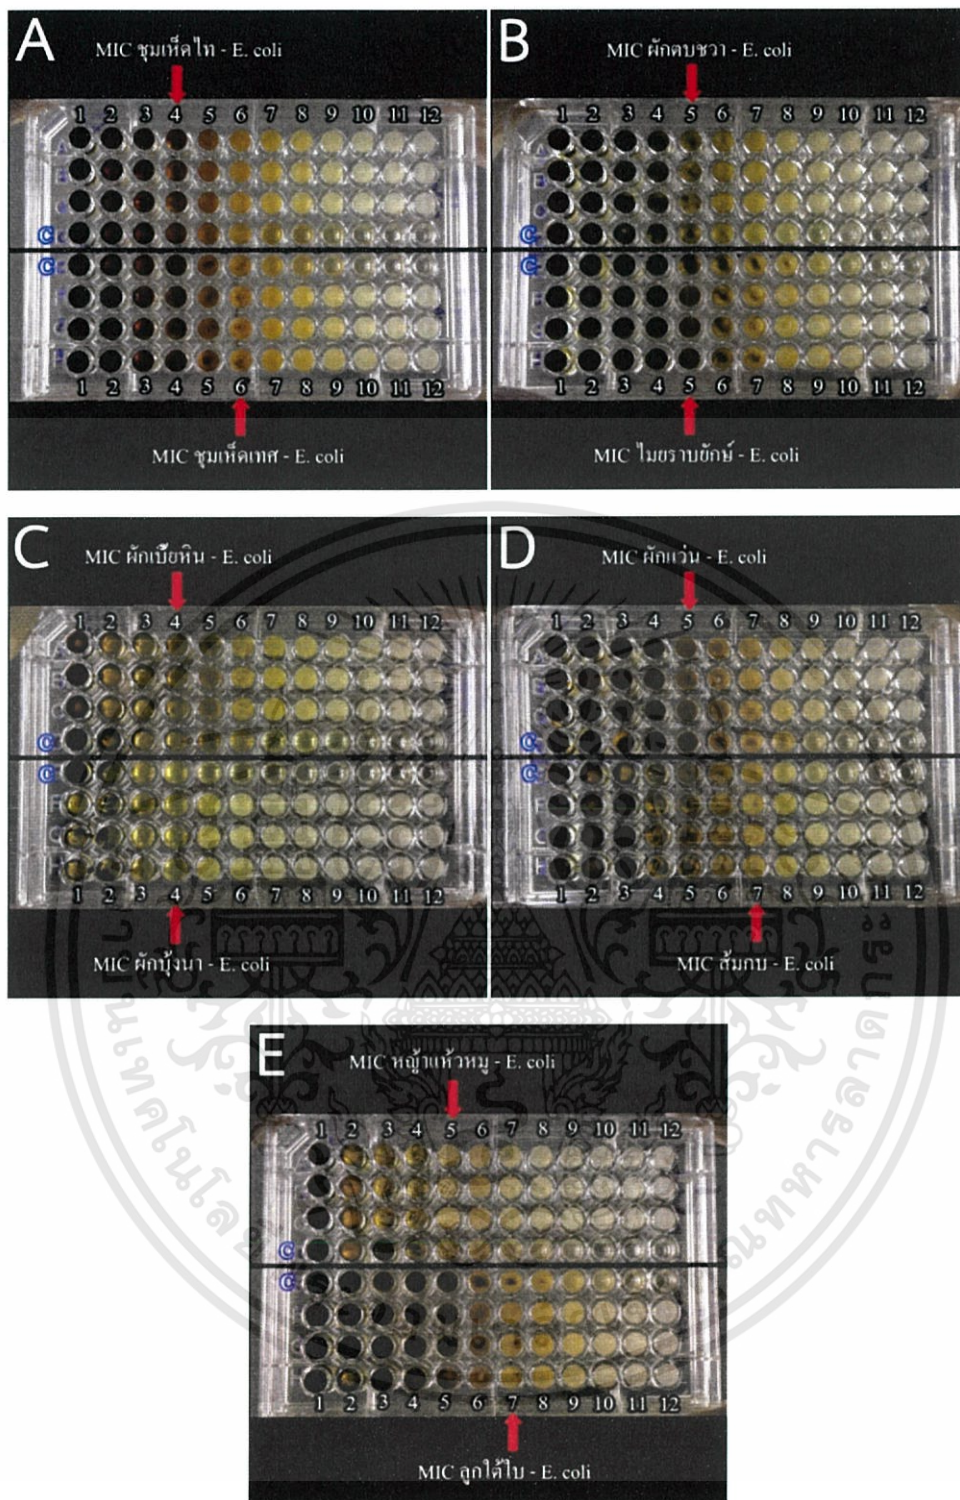 A
MIC ชุมเห็ดไท - E. coli
1 2 3 4 5 6 7 8 9 10 11 12
C
C
1 2 3 4 5 6 7 8 9 10 11 12
MIC ชุมเห็ดเทศ - E. coli
B
MIC ผักตบชวา - E. coli
1 2 3 4 5 6 7 8 9 10 11 12
C
C
1 2 3 4 5 6 7 8 9 10 11 12
MIC ไมยราบยักษ์ - E. coli
C
MIC ผักเบี้ยหิน - E. coli
1 2 3 4 5 6 7 8 9 10 11 12
C
C
1 2 3 4 5 6 7 8 9 10 11 12
MIC ผักบุ้งนา - E. coli
D
MIC ผักแว่น - E. coli
1 2 3 4 5 6 7 8 9 10 11 12
C
C
1 2 3 4 5 6 7 8 9 10 11 12
MIC ส้มกบ - E. coli
E
MIC หญ้าแห้วหมู - E. coli
1 2 3 4 5 6 7 8 9 10 11 12
C
C
1 2 3 4 5 6 7 8 9 10 11 12
MIC ลูกใต้ใบ - E. coli